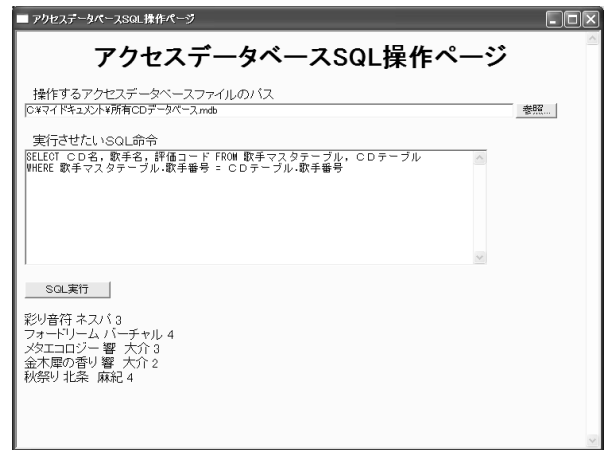 アクセスデータベースSQL操作ページ
アクセスデータベースSQL操作ページ
操作するアクセスデータベースファイルのパス
C:¥マイドキュメント¥所有CDデータベース.mdb
参照...
実行させたいSQL命令
SELECT ＣＤ名, 歌手名, 評価コード FROM 歌手マスタテーブル, ＣＤテーブル
WHERE 歌手マスタテーブル.歌手番号 = ＣＤテーブル.歌手番号
SQL実行
彩り音符 ネスパ 3
フォードリーム バーチャル 4
メタエコロジー 響　大介 3
金木犀の香り 響　大介 2
秋祭り 北条　麻紀 4